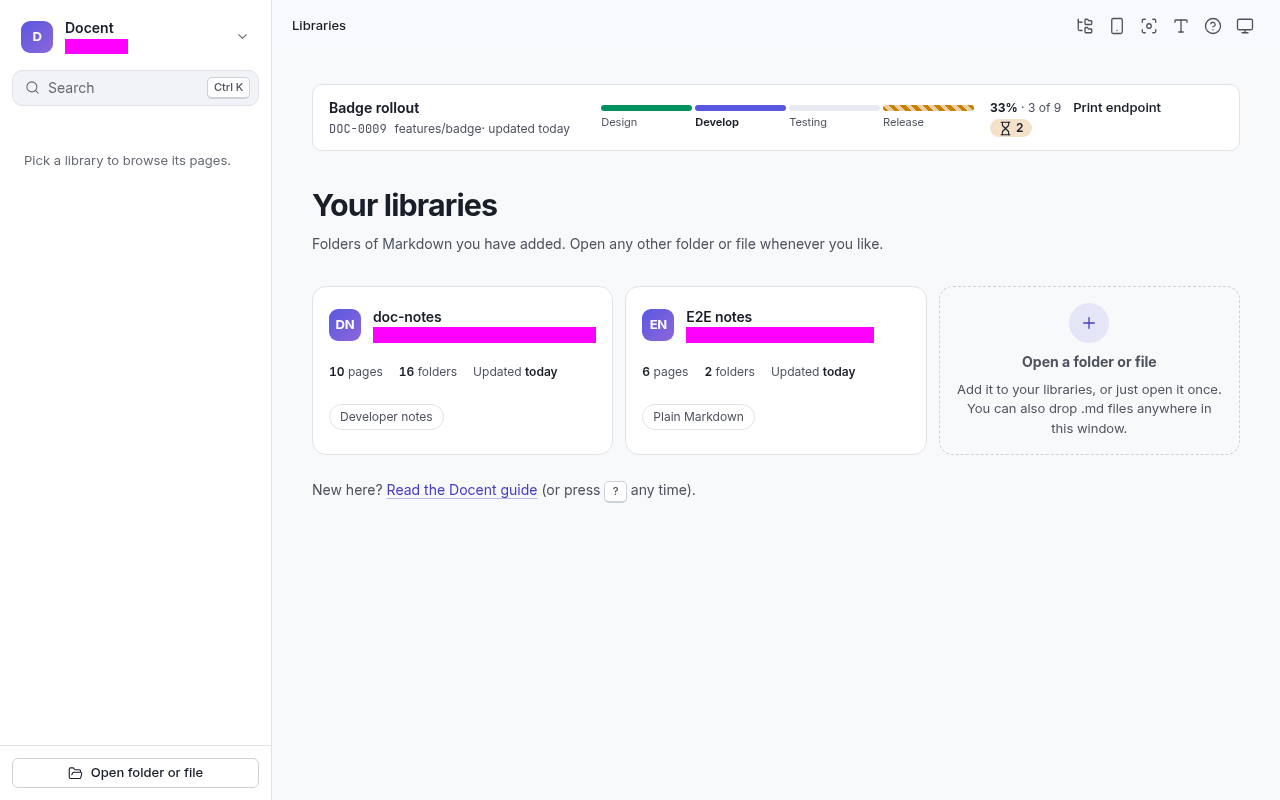 D Docent
Search Ctrl K
Pick a library to browse its pages.
Open folder or file
Libraries
Badge rollout
DOC-0009 features/badge· updated today
Design Develop Testing Release
33% · 3 of 9 Print endpoint
2
Your libraries
Folders of Markdown you have added. Open any other folder or file whenever you like.
DN doc-notes
10 pages 16 folders Updated today
Developer notes
EN E2E notes
6 pages 2 folders Updated today
Plain Markdown
Open a folder or file
Add it to your libraries, or just open it once.
You can also drop .md files anywhere in
this window.
New here? Read the Docent guide (or press ? any time).